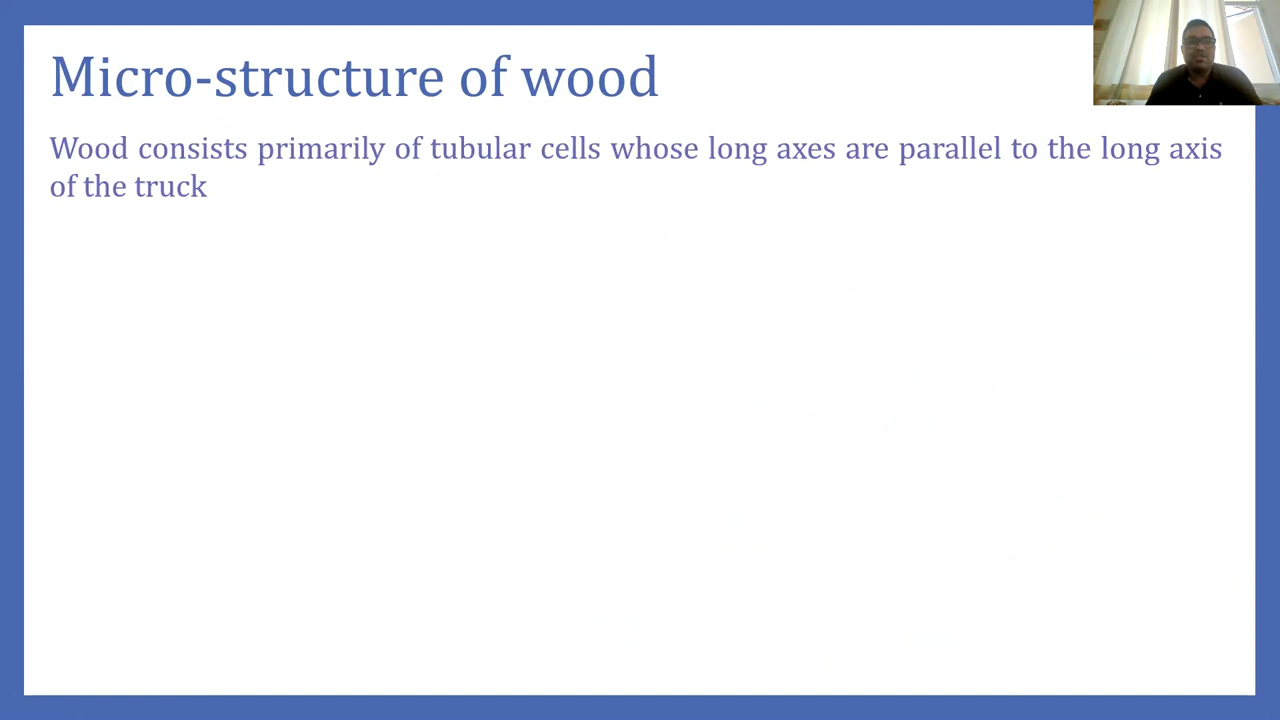 Micro-structure of wood
Wood consists primarily of tubular cells whose long axes are parallel to the long axis
of the truck